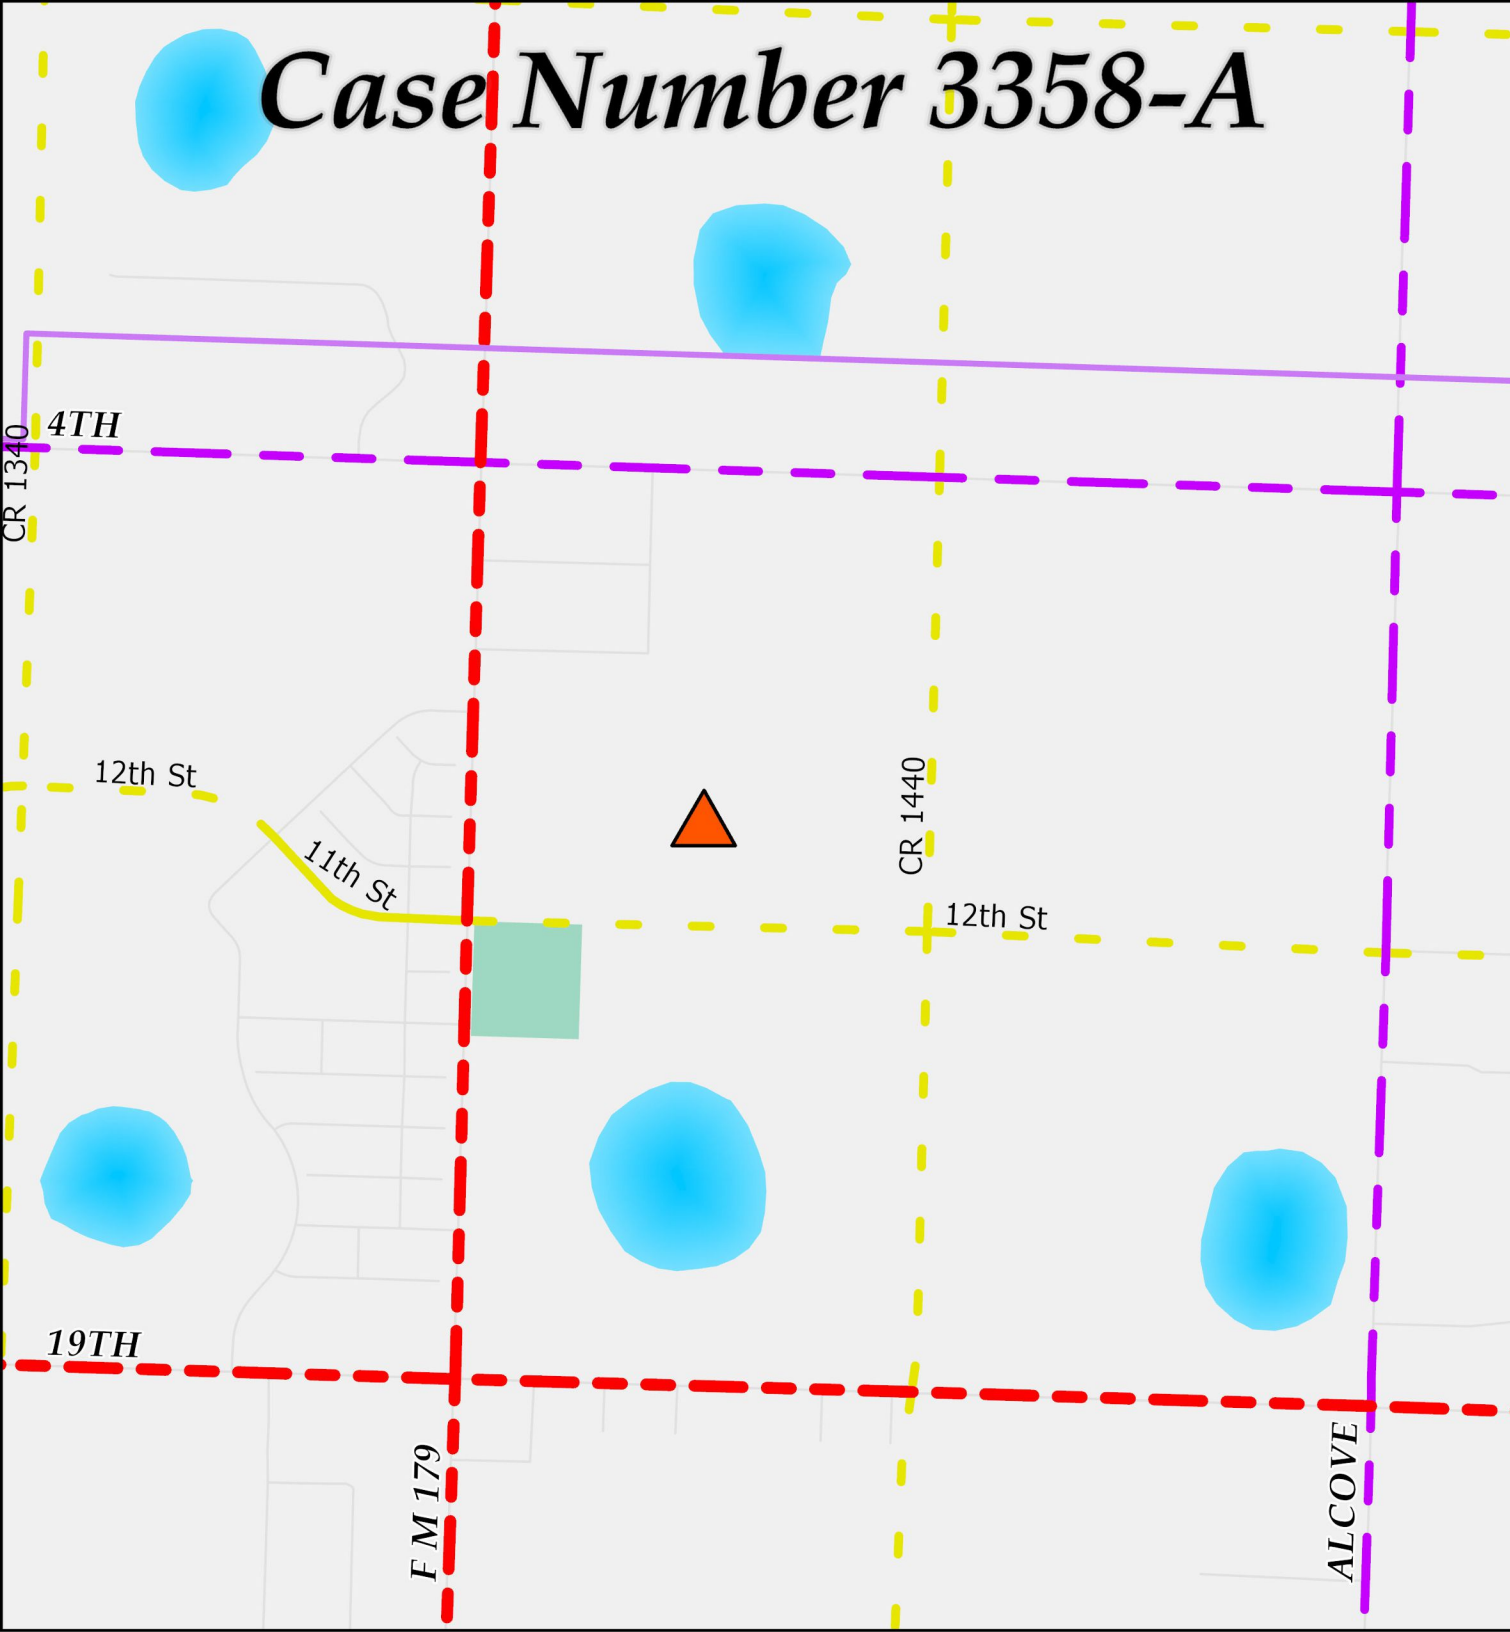 Case Number 3358-A
4TH
CR 1340
12th St
11th St
CR 1440
12th St
19TH
F M 179
ALCOVE